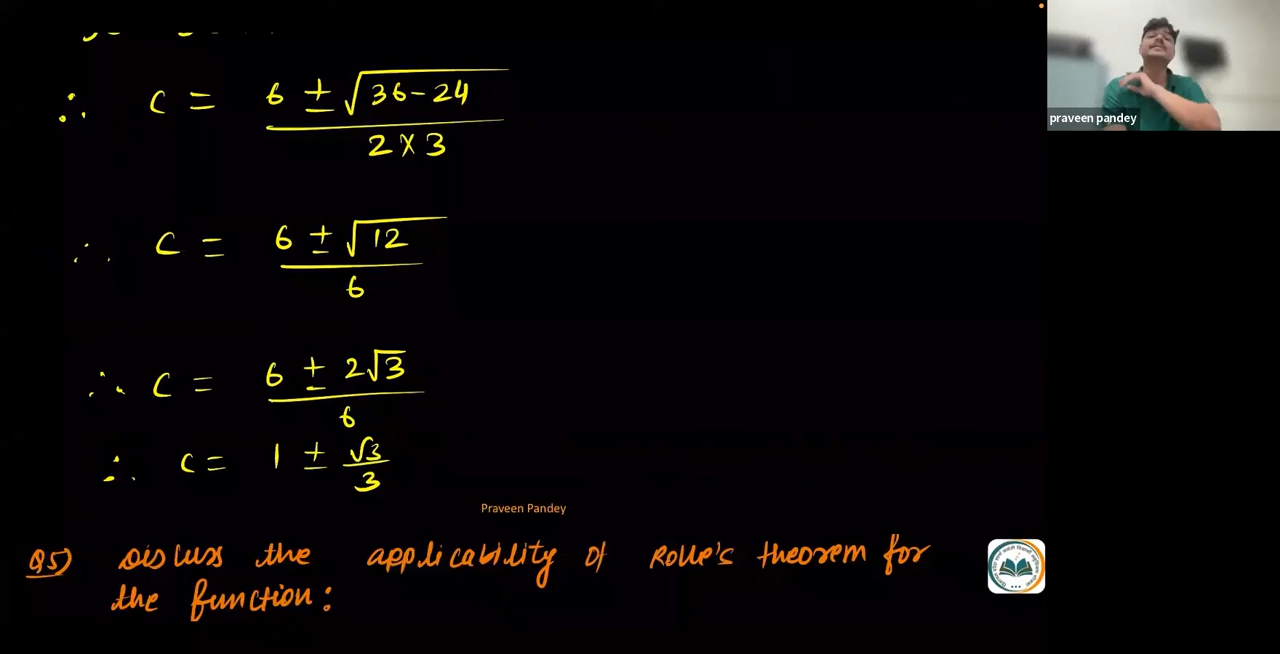 ∴ c = (6 ± √(36-24)) / (2 × 3)
∴ c = (6 ± √12) / 6
∴ c = (6 ± 2√3) / 6
∴ c = 1 ± √3/3
Praveen Pandey
Q5) Discuss the applicability of Rolle's theorem for
the function:
praveen pandey